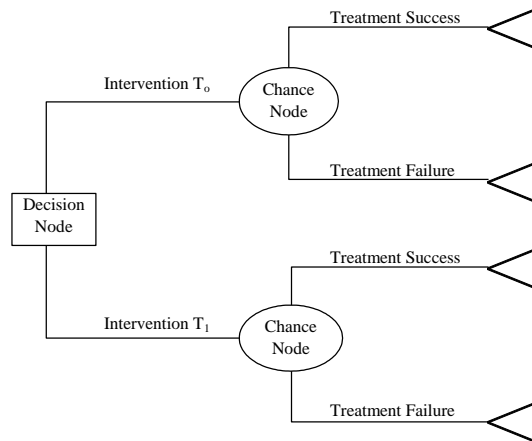 Treatment Success
Intervention Tₒ
Chance
Node
Treatment Failure
Decision
Node
Treatment Success
Intervention T₁
Chance
Node
Treatment Failure